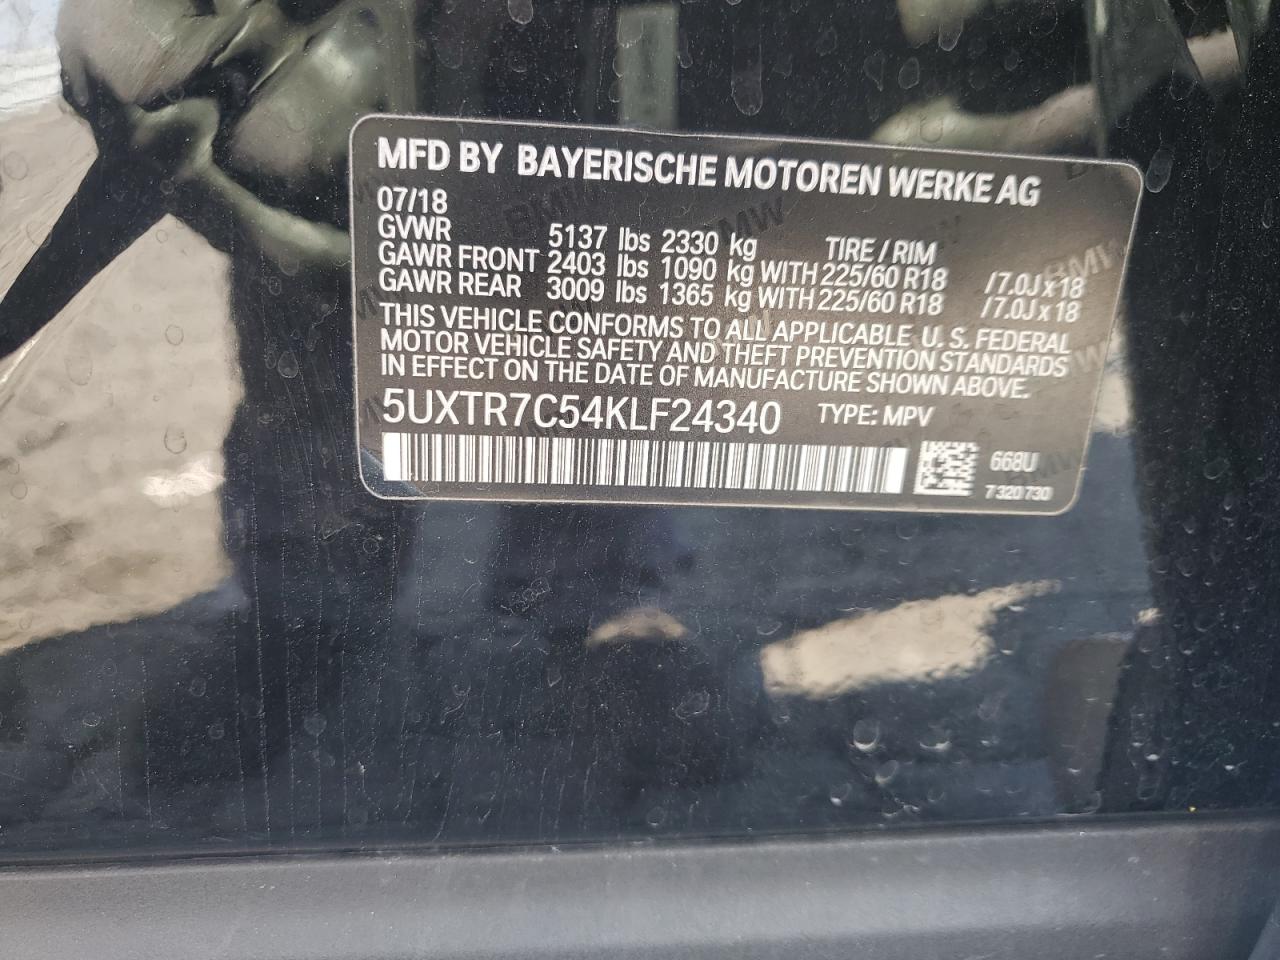 MFD BY BAYERISCHE MOTOREN WERKE AG
07/18
GVWR 5137 lbs 2330 kg TIRE / RIM
GAWR FRONT 2403 lbs 1090 kg WITH 225/60 R18 /7.0J x 18
GAWR REAR 3009 lbs 1365 kg WITH 225/60 R18 /7.0J x 18
THIS VEHICLE CONFORMS TO ALL APPLICABLE U. S. FEDERAL
MOTOR VEHICLE SAFETY AND THEFT PREVENTION STANDARDS
IN EFFECT ON THE DATE OF MANUFACTURE SHOWN ABOVE.
5UXTR7C54KLF24340 TYPE: MPV
668U
7 320 730